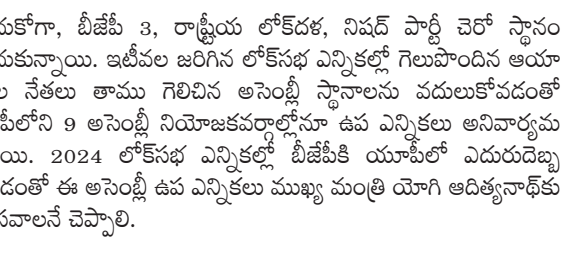 కోగా, బీజేపీ 3, రాష్ట్రీయ లోక్‌దళ, నిషద్ పార్టీ చెరో స్థానం
కున్నాయి. ఇటీవల జరిగిన లోక్‌సభ ఎన్నికల్లో గెలుపొందిన ఆయా
నేతలు తాము గెలిచిన అసెంబ్లీ స్థానాలను వదులుకోవడంతో
పీలోని 9 అసెంబ్లీ నియోజకవర్గాల్లోనూ ఉప ఎన్నికలు అనివార్యమ
యి. 2024 లోక్‌సభ ఎన్నికల్లో బీజేపీకి యూపీలో ఎదురుదెబ్బ
డంతో ఈ అసెంబ్లీ ఉప ఎన్నికలు ముఖ్య మంత్రి యోగి ఆదిత్యనాథ్‌కు
సవాలనే చెప్పాలి.